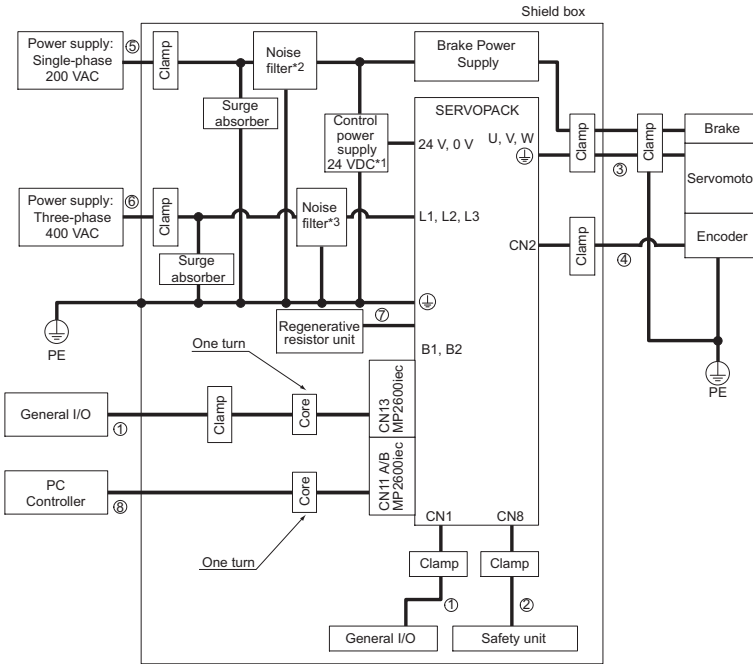 Shield box
Power supply:
Single-phase
200 VAC
⑤
Clamp
Noise
filter*2
Brake Power
Supply
Surge
absorber
Control
power
supply
24 VDC*1
SERVOPACK
24 V, 0 V
U, V, W
Clamp
Clamp
③
Brake
Servomoto
Encoder
Power supply:
Three-phase
400 VAC
⑥
Clamp
Noise
filter*3
L1, L2, L3
CN2
Clamp
④
Surge
absorber
PE
⑦
Regenerative
resistor unit
B1, B2
PE
One turn
General I/O
①
Clamp
Core
CN13
MP2600iec
PC
Controller
⑧
Core
CN11 A/B
MP2600iec
One turn
CN1
CN8
Clamp
Clamp
①
②
General I/O
Safety unit